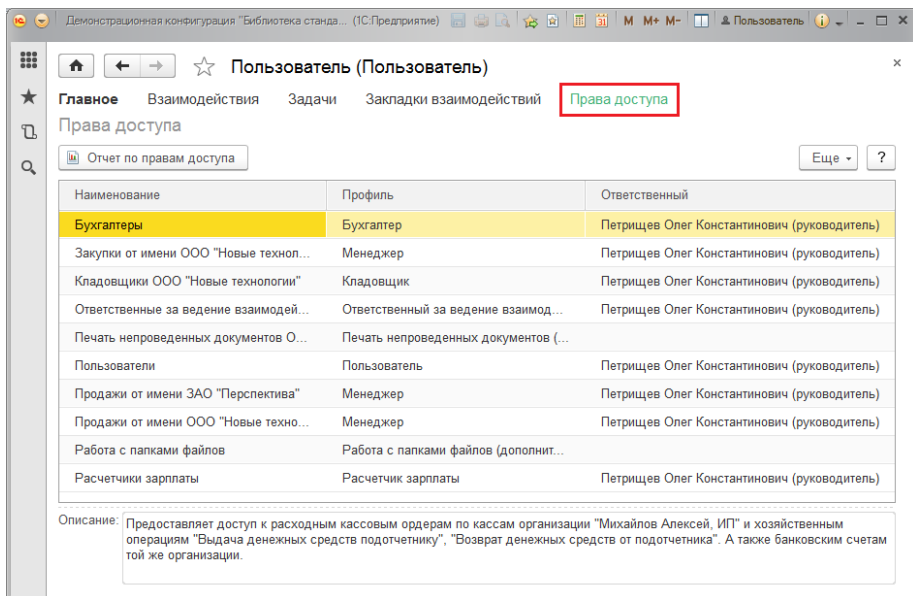 Демонстрационная конфигурация "Библиотека станда... (1С:Предприятие) M M+ M- Пользователь
Пользователь (Пользователь)
Главное Взаимодействия Задачи Закладки взаимодействий Права доступа
Права доступа
Отчет по правам доступа Еще ?
Наименование Профиль Ответственный
Бухгалтеры Бухгалтер Петрищев Олег Константинович (руководитель)
Закупки от имени ООО "Новые технол... Менеджер Петрищев Олег Константинович (руководитель)
Кладовщики ООО "Новые технологии" Кладовщик Петрищев Олег Константинович (руководитель)
Ответственные за ведение взаимодей... Ответственный за ведение взаимод... Петрищев Олег Константинович (руководитель)
Печать непроведенных документов О... Печать непроведенных документов (...
Пользователи Пользователь Петрищев Олег Константинович (руководитель)
Продажи от имени ЗАО "Перспектива" Менеджер Петрищев Олег Константинович (руководитель)
Продажи от имени ООО "Новые техно... Менеджер Петрищев Олег Константинович (руководитель)
Работа с папками файлов Работа с папками файлов (дополнит...
Расчетчики зарплаты Расчетчик зарплаты Петрищев Олег Константинович (руководитель)
Описание: Предоставляет доступ к расходным кассовым ордерам по кассам организации "Михайлов Алексей, ИП" и хозяйственным
операциям "Выдача денежных средств подотчетнику", "Возврат денежных средств от подотчетника". А также банковским счетам
той же организации.